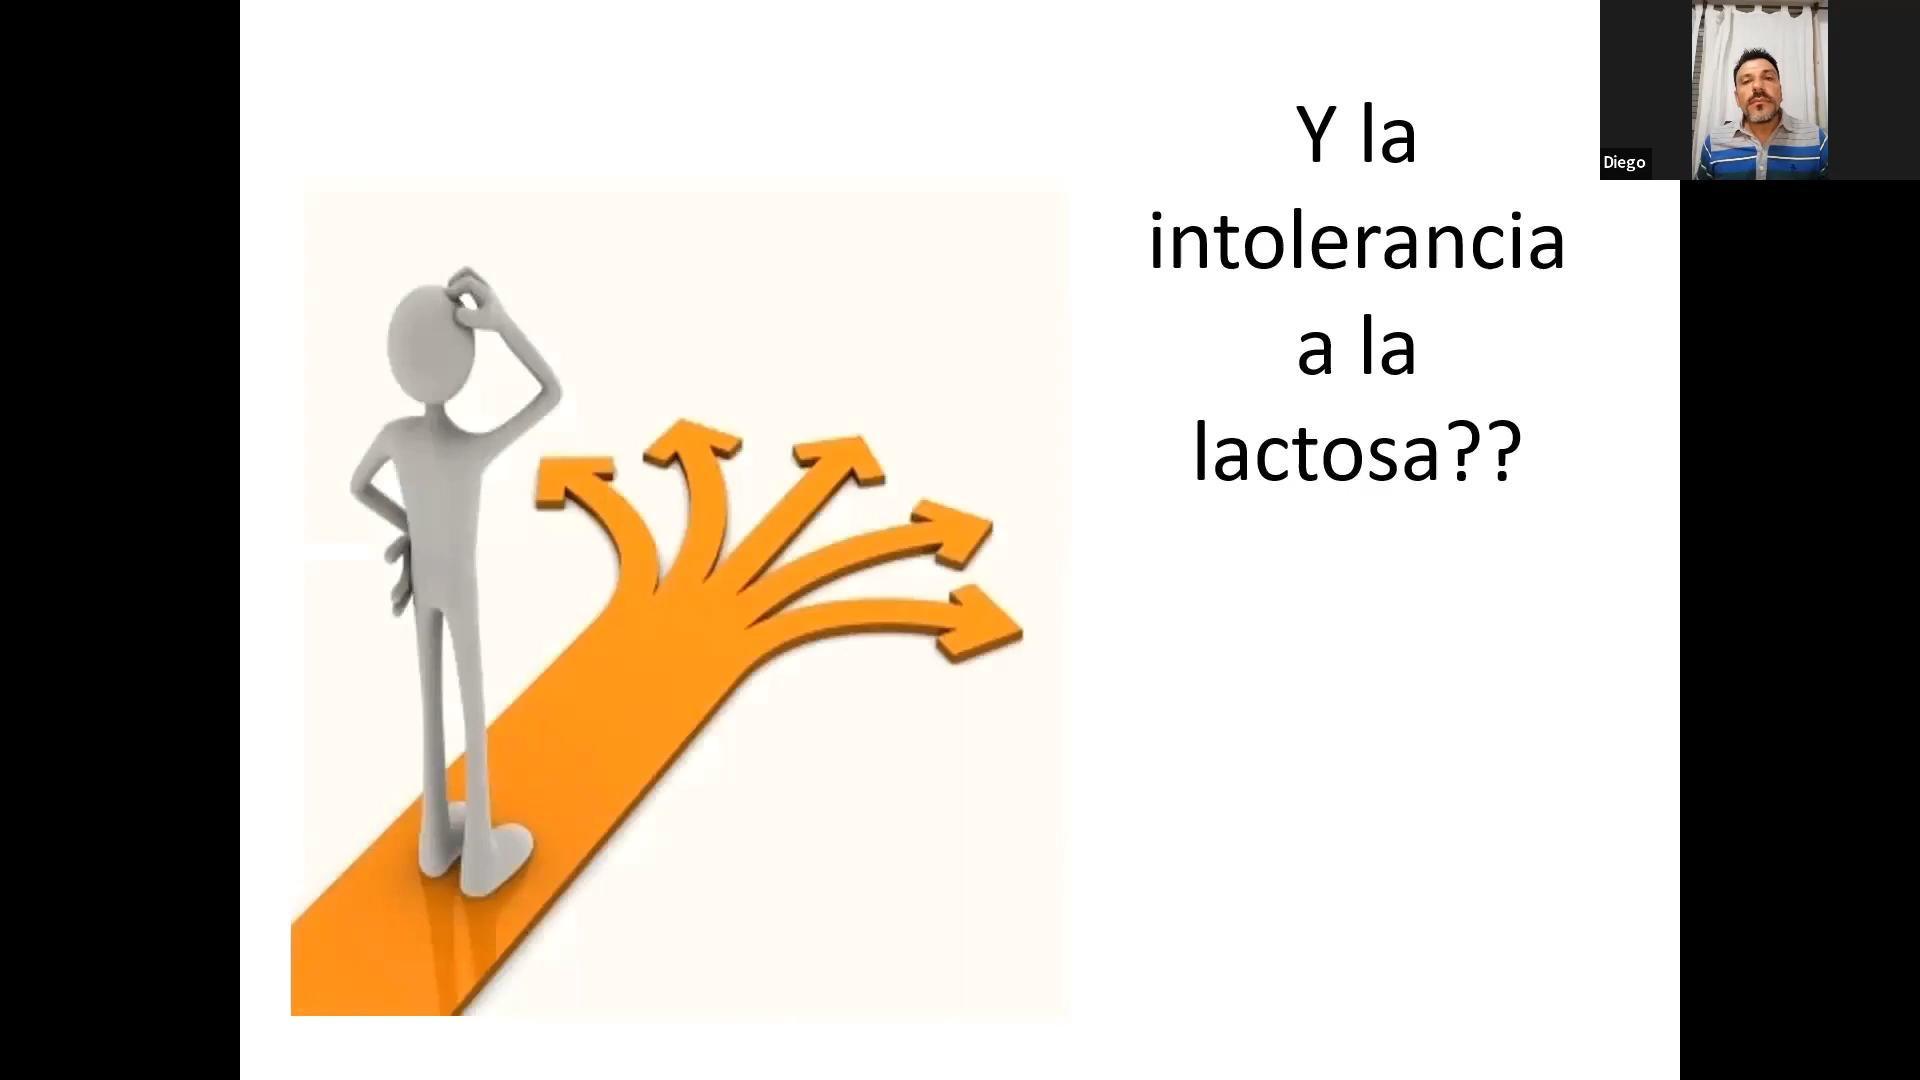 Y la
intolerancia
a la
lactosa??
Diego